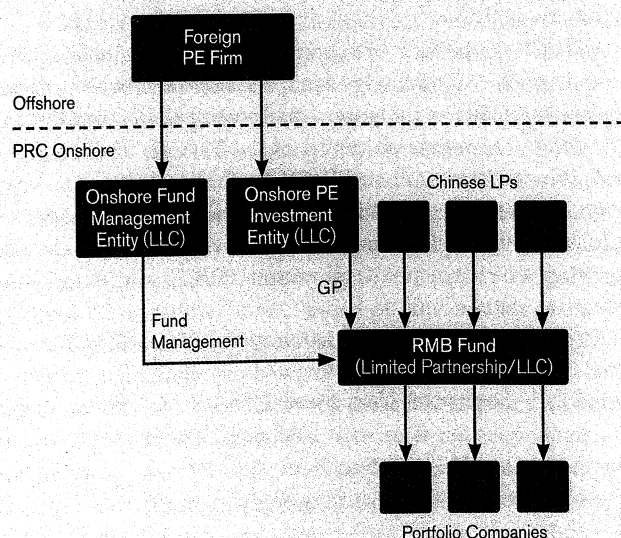 Foreign
PE Firm
Offshore
PRC Onshore
Onshore Fund
Management
Entity (LLC)
Onshore PE
Investment
Entity (LLC)
Chinese LPs
GP
Fund
Management
RMB Fund
(Limited Partnership/LLC)
Portfolio Companies